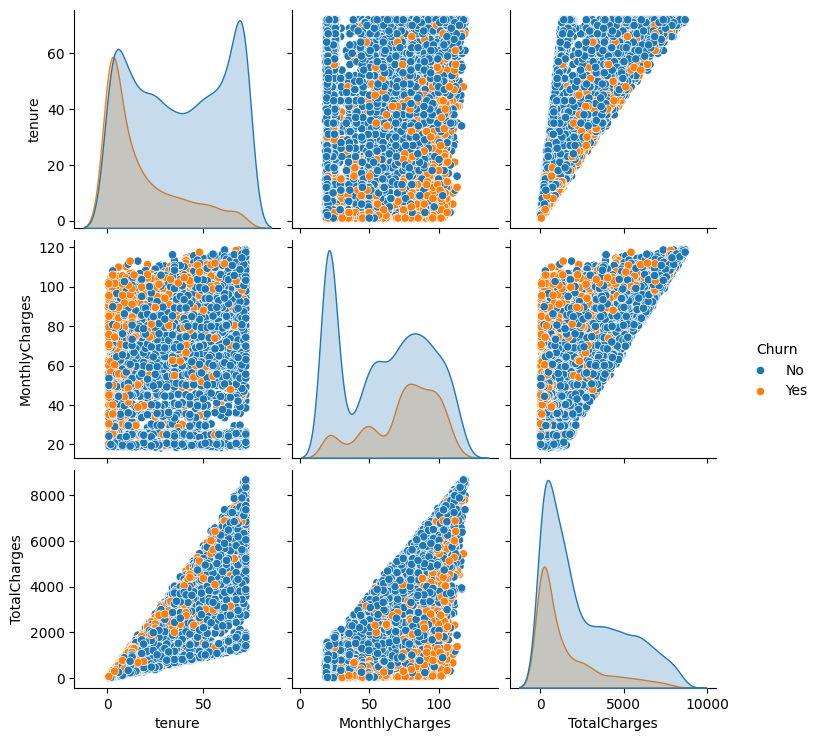 tenure
60
40
20
0
MonthlyCharges
120
100
80
60
40
20
Churn
No
Yes
TotalCharges
8000
6000
4000
2000
0
0 50
0 50 100
0 5000 10000
tenure
MonthlyCharges
TotalCharges